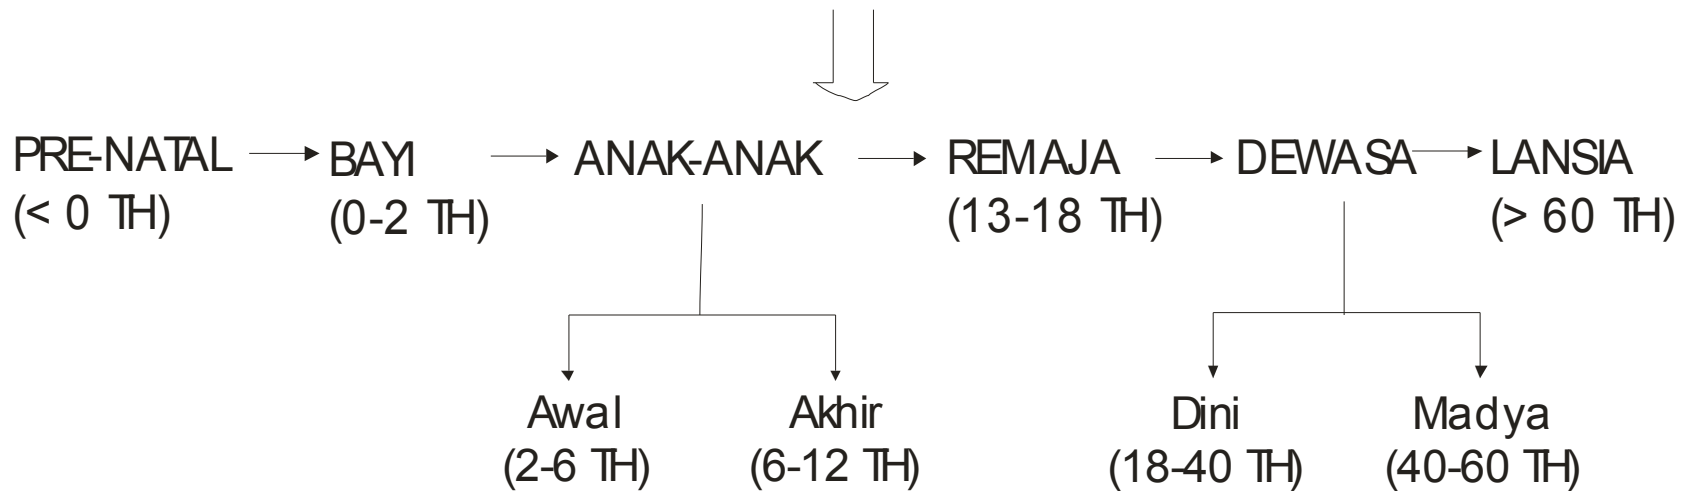 PRE-NATAL
(< 0 TH)
BAYI
(0-2 TH)
ANAK-ANAK
REMAJA
(13-18 TH)
DEWASA
LANSIA
(> 60 TH)
Awal
(2-6 TH)
Akhir
(6-12 TH)
Dini
(18-40 TH)
Madya
(40-60 TH)